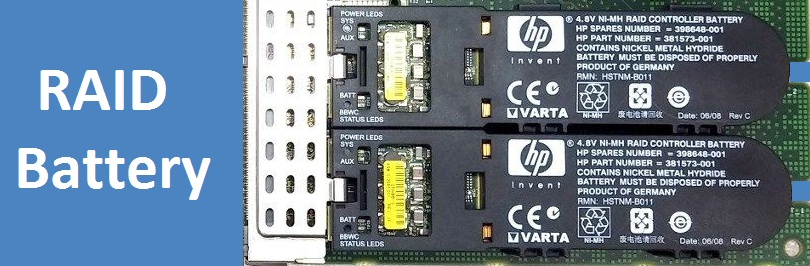 RAID
Battery
POWER LEDS
SYS
AUX
BATT
BBWC
STATUS LEDS
hp
invent
® 4.8V NI-MH RAID CONTROLLER BATTERY
HP SPARES NUMBER = 398648-001
HP PART NUMBER = 381573-001
CONTAINS NICKEL METAL HYDRIDE
BATTERY MUST BE DISPOSED OF PROPERLY
PRODUCT OF GERMANY
RMN: HSTNM-B011
CE
VARTA
Ni-MH
废电池请回收
Date: 06/08 Rev C
POWER LEDS
SYS
AUX
BATT
BBWC
STATUS LEDS
hp
invent
® 4.8V NI-MH RAID CONTROLLER BATTERY
HP SPARES NUMBER = 398648-001
HP PART NUMBER = 381573-001
CONTAINS NICKEL METAL HYDRIDE
BATTERY MUST BE DISPOSED OF PROPERLY
PRODUCT OF GERMANY
RMN: HSTNM-B011
CE
VARTA
Ni-MH
废电池请回收
Date: 06/08 Rev C